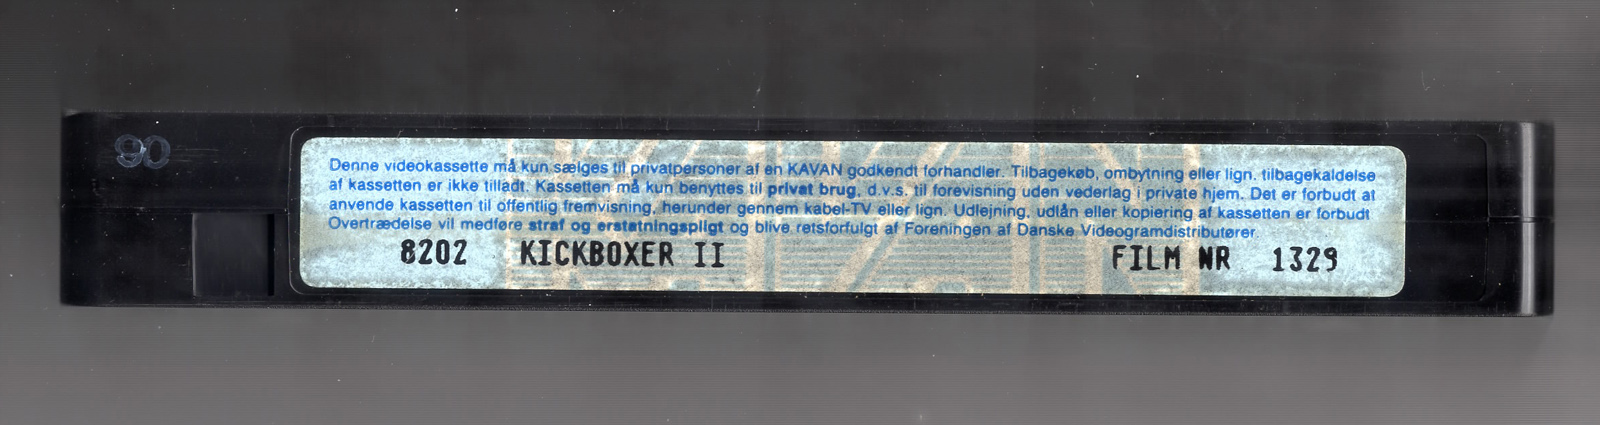 90
Denne videokassette må kun sælges til privatpersoner af en KAVAN godkendt forhandler. Tilbagekøb, ombytning eller lign. tilbagekaldelse
af kassetten er ikke tilladt. Kassetten må kun benyttes til privat brug, d.v.s. til forevisning uden vederlag i private hjem. Det er forbudt at
anvende kassetten til offentlig fremvisning, herunder gennem kabel-TV eller lign. Udlejning, udlån eller kopiering af kassetten er forbudt
Overtrædelse vil medføre straf og erstatningspligt og blive retsforfulgt af Foreningen af Danske Videogramdistributører.
8202 KICKBOXER II FILM NR 1329